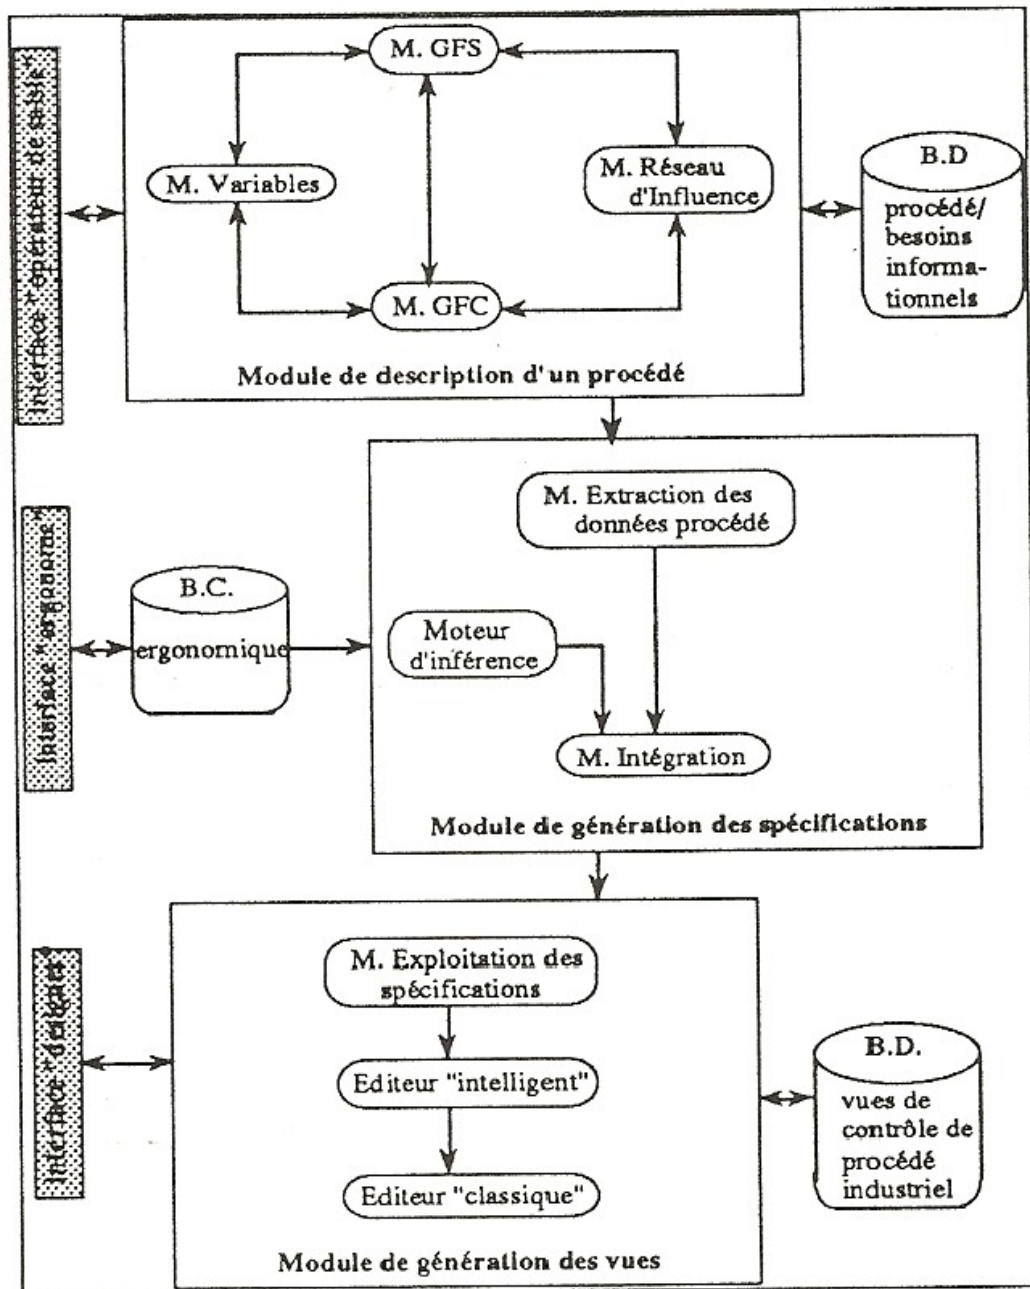 Interface "opérateur de saisie"
M. GFS
M. Variables
M. Réseau
d'Influence
M. GFC
Module de description d'un procédé
B.D
procédé/
besoins
informa-
tionnels
Interface "ergonome"
B.C.
ergonomique
M. Extraction des
données procédé
Moteur
d'inférence
M. Intégration
Module de génération des spécifications
Interface "designer"
M. Exploitation des
spécifications
Editeur "intelligent"
Editeur "classique"
Module de génération des vues
B.D.
vues de
contrôle de
procédé
industriel